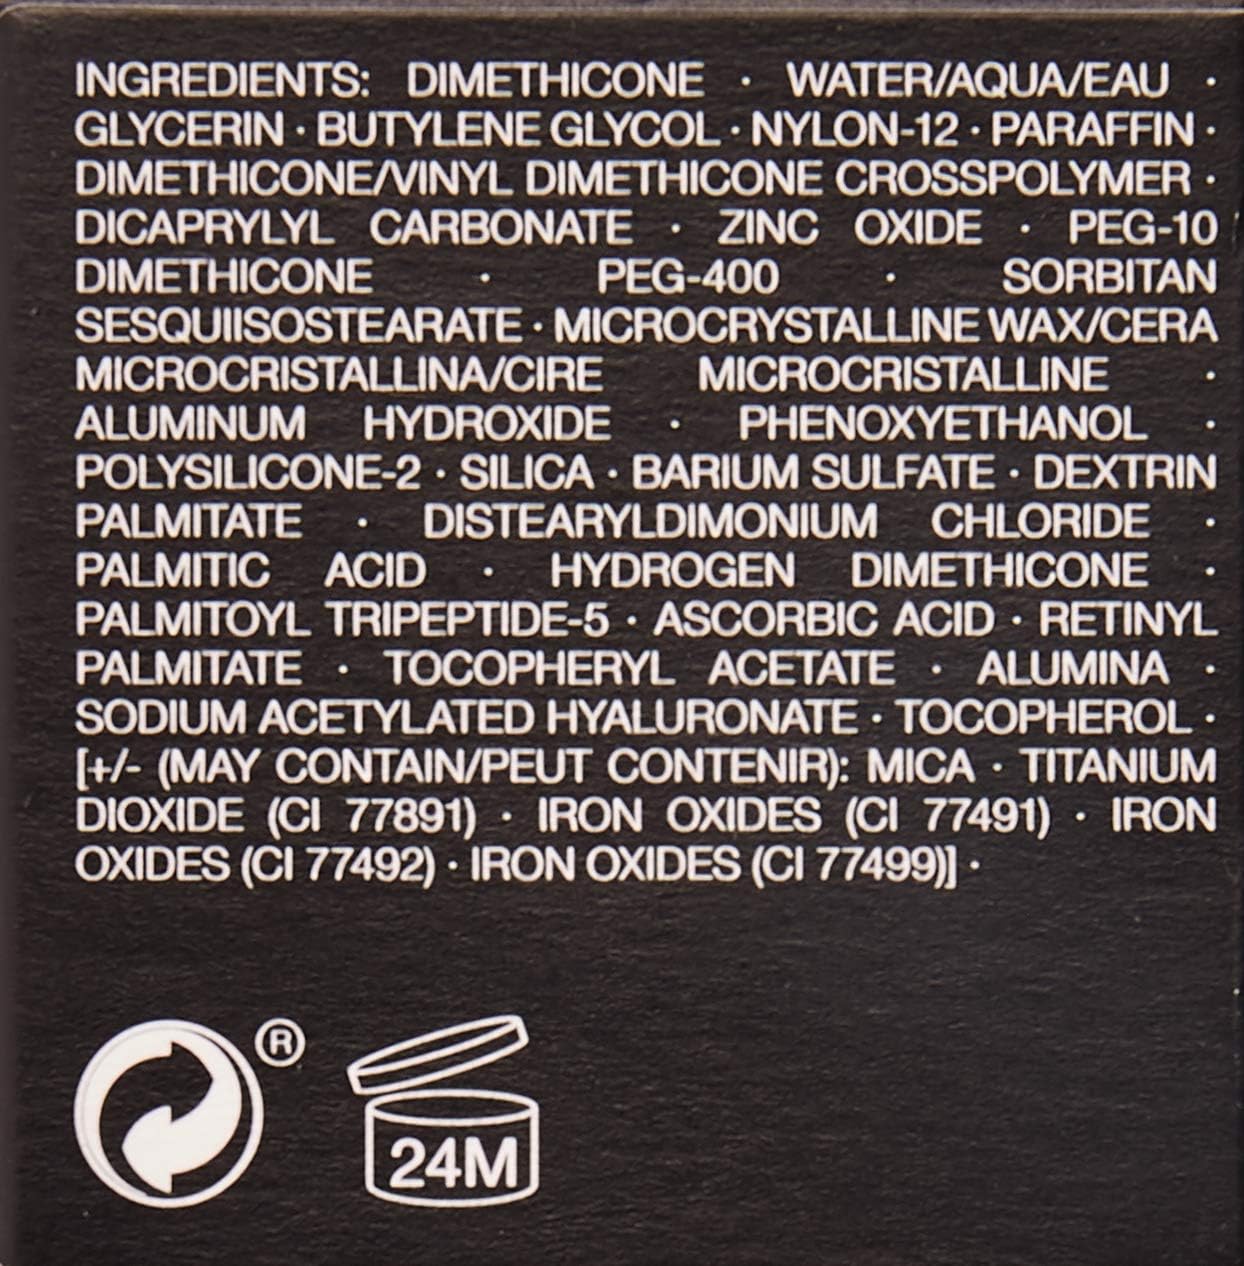 INGREDIENTS: DIMETHICONE · WATER/AQUA/EAU ·
GLYCERIN · BUTYLENE GLYCOL · NYLON-12 · PARAFFIN ·
DIMETHICONE/VINYL DIMETHICONE CROSSPOLYMER ·
DICAPRYLYL CARBONATE · ZINC OXIDE · PEG-10
DIMETHICONE · PEG-400 · SORBITAN
SESQUIISOSTEARATE · MICROCRYSTALLINE WAX/CERA
MICROCRISTALLINA/CIRE MICROCRISTALLINE ·
ALUMINUM HYDROXIDE · PHENOXYETHANOL ·
POLYSILICONE-2 · SILICA · BARIUM SULFATE · DEXTRIN
PALMITATE · DISTEARYLDIMONIUM CHLORIDE ·
PALMITIC ACID · HYDROGEN DIMETHICONE ·
PALMITOYL TRIPEPTIDE-5 · ASCORBIC ACID · RETINYL
PALMITATE · TOCOPHERYL ACETATE · ALUMINA ·
SODIUM ACETYLATED HYALURONATE · TOCOPHEROL ·
[+/- (MAY CONTAIN/PEUT CONTENIR): MICA · TITANIUM
DIOXIDE (CI 77891) · IRON OXIDES (CI 77491) · IRON
OXIDES (CI 77492) · IRON OXIDES (CI 77499)] ·
®
24M